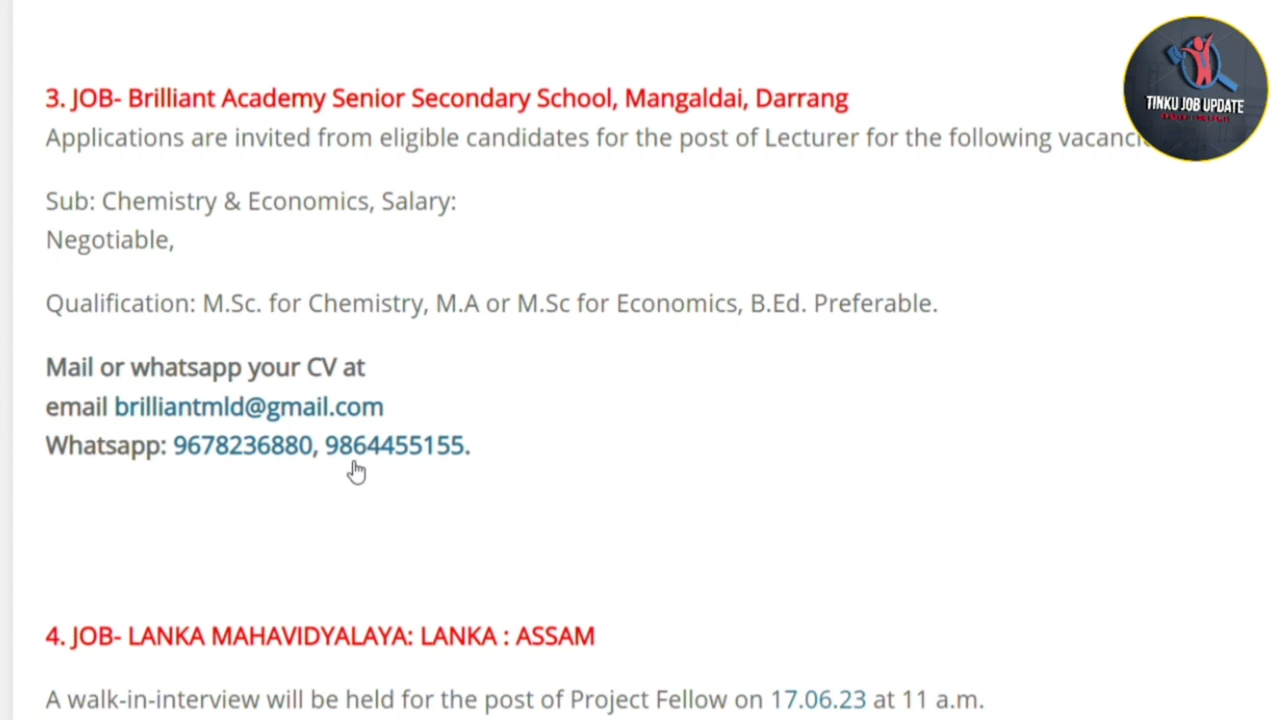 3. JOB- Brilliant Academy Senior Secondary School, Mangaldai, Darrang
Applications are invited from eligible candidates for the post of Lecturer for the following
Sub: Chemistry & Economics, Salary:
Negotiable,
Qualification: M.Sc. for Chemistry, M.A or M.Sc for Economics, B.Ed. Preferable.
Mail or whatsapp your CV at
email brilliantmld@gmail.com
Whatsapp: 9678236880, 9864455155.
4. JOB- LANKA MAHAVIDYALAYA: LANKA : ASSAM
A walk-in-interview will be held for the post of Project Fellow on 17.06.23 at 11 a.m.
TINKU JOB UPDATE